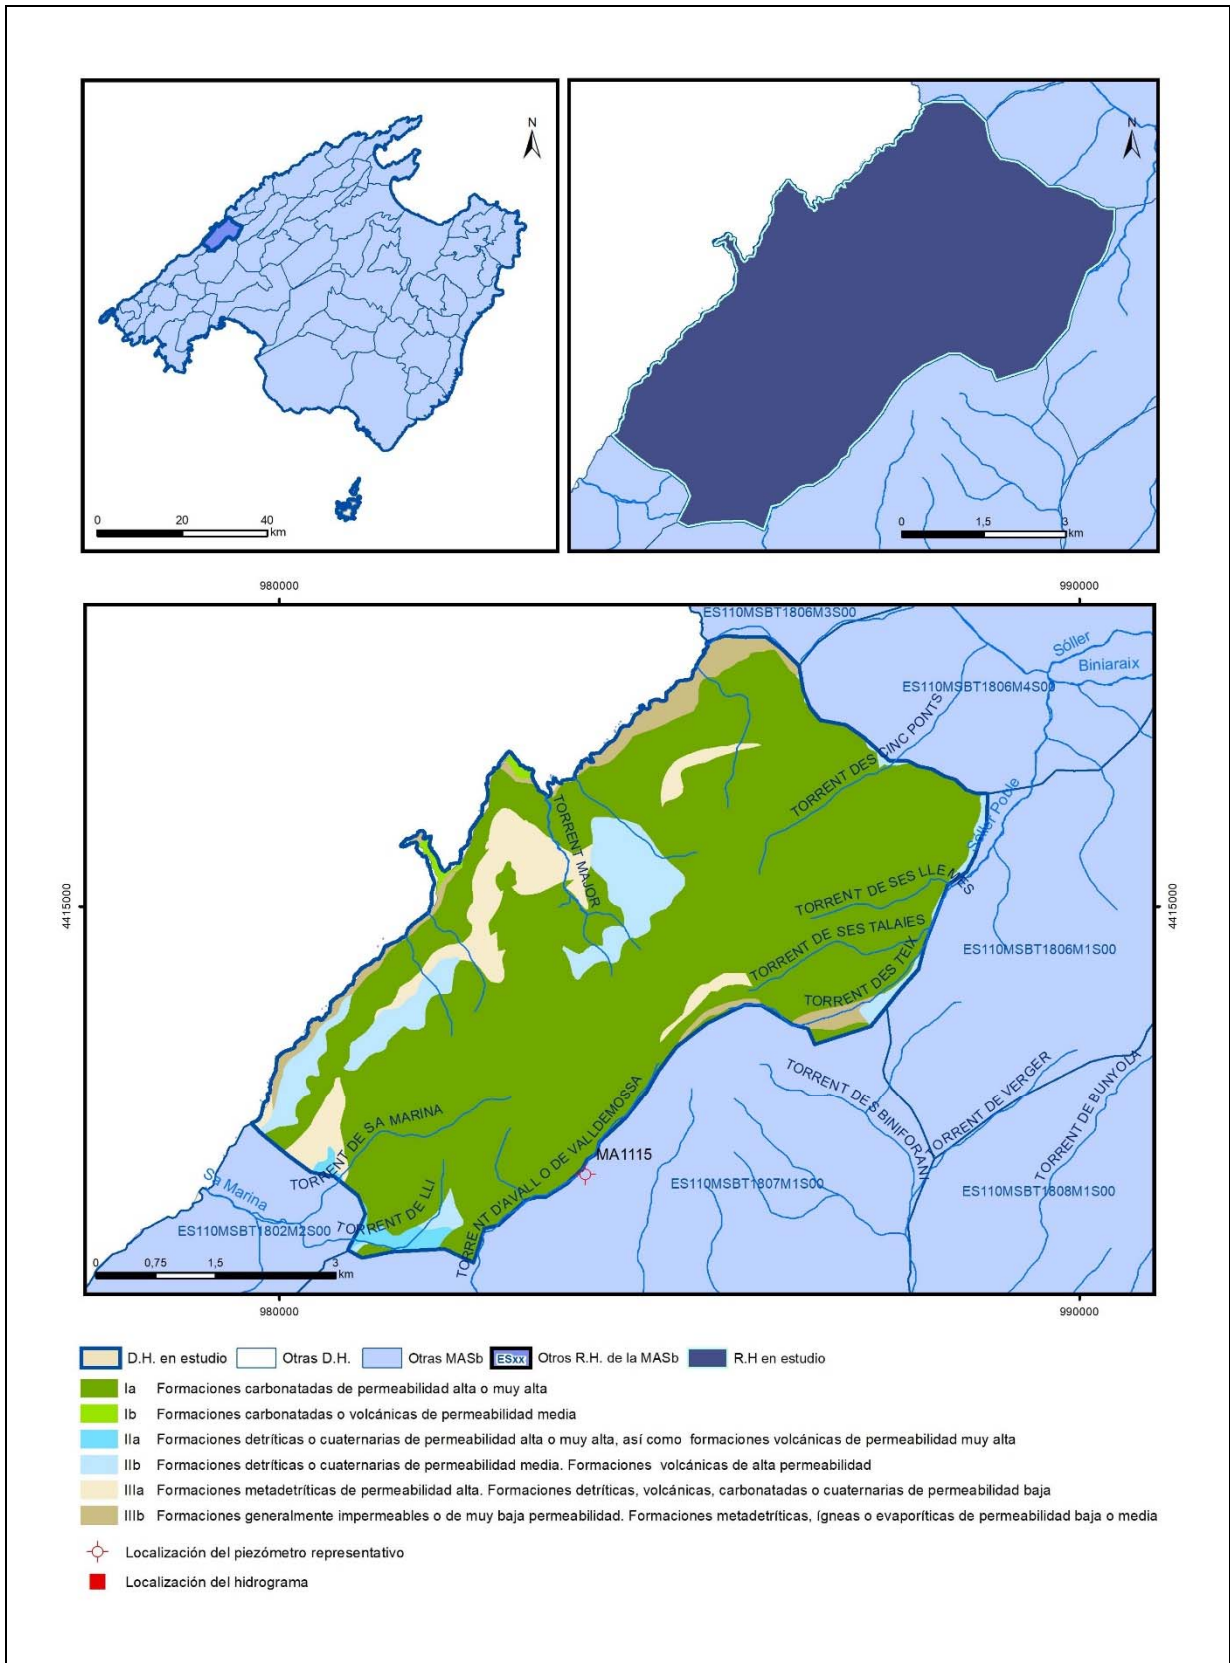 N
0 20 40
km
N
0 1,5 3
km
980000 990000
ES110MSBT1806M3S00
Sóller
Biniaraix
ES110MSBT1806M4S00
TORRENT DES CINC PONTS
Sóller Poble
TORRENT MAJOR
TORRENT DE SES LLEMES
4415000 4415000
TORRENT DE SES TALAIES
ES110MSBT1806M1S00
TORRENT DES TEIX
TORRENT DE VERGER
TORRENT DE BUNYOLA
TORRENT DES BINIFORANI
TORRENT DE SA MARINA
MA1115
TORRENT D'AVALL O DE VALLDEMOSSA
ES110MSBT1807M1S00
ES110MSBT1808M1S00
Sa Marina
TORRENT DE LLI
ES110MSBT1802M2S00
0 0,75 1,5 3
km
980000 990000
D.H. en estudio Otras D.H. Otras MASb ESxx Otros R.H. de la MASb R.H en estudio
Ia Formaciones carbonatadas de permeabilidad alta o muy alta
Ib Formaciones carbonatadas o volcánicas de permeabilidad media
IIa Formaciones detríticas o cuaternarias de permeabilidad alta o muy alta, así como formaciones volcánicas de permeabilidad muy alta
IIb Formaciones detríticas o cuaternarias de permeabilidad media. Formaciones volcánicas de alta permeabilidad
IIIa Formaciones metadetríticas de permeabilidad alta. Formaciones detríticas, volcánicas, carbonatadas o cuaternarias de permeabilidad baja
IIIb Formaciones generalmente impermeables o de muy baja permeabilidad. Formaciones metadetríticas, ígneas o evaporíticas de permeabilidad baja o media
Localización del piezómetro representativo
Localización del hidrograma